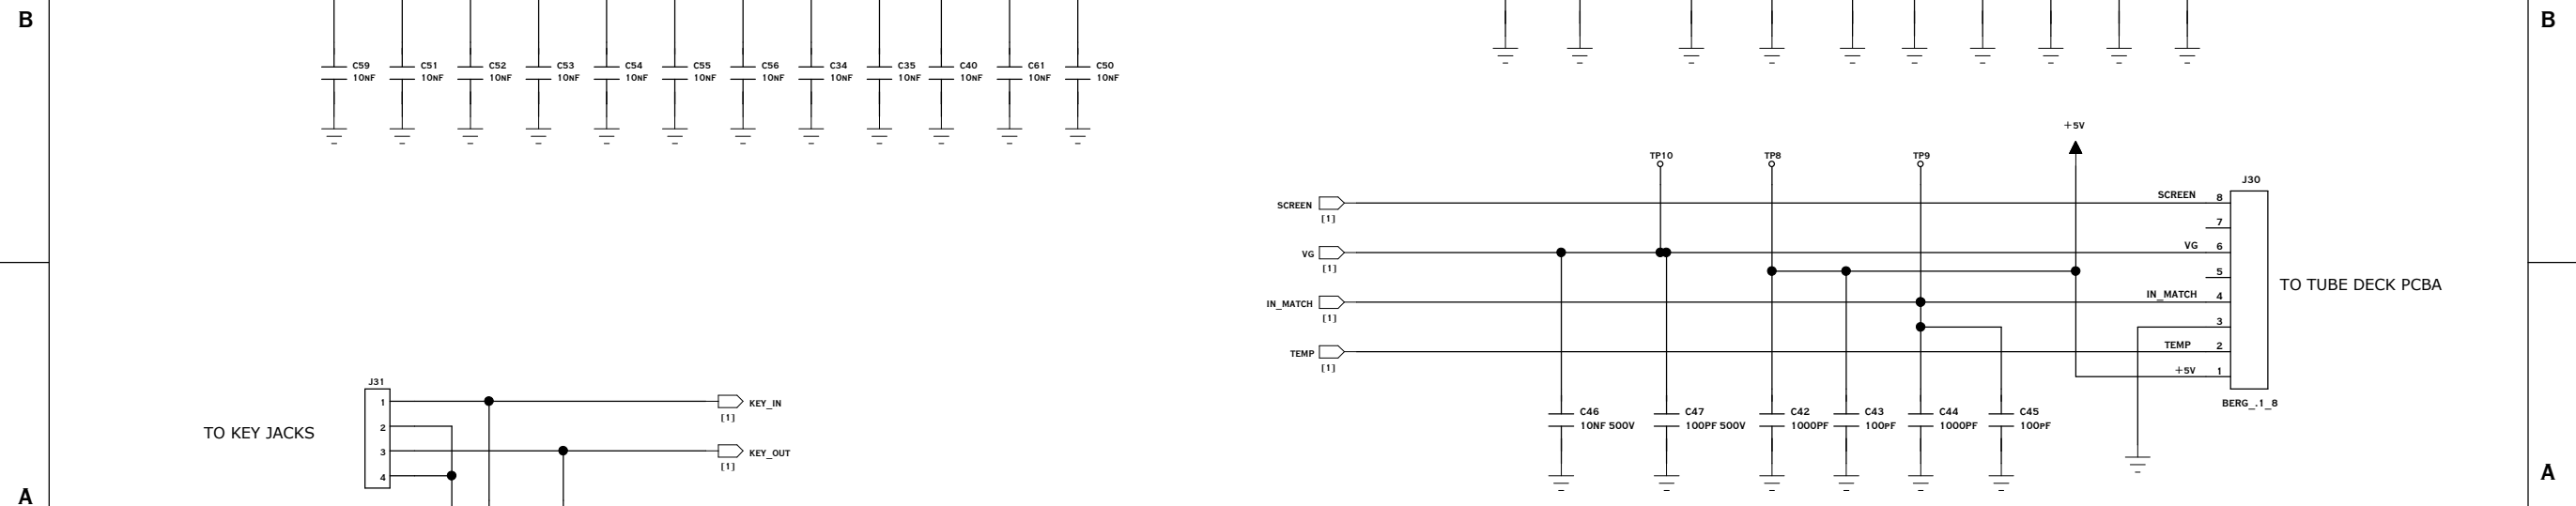 B
B
C59
10NF
C51
10NF
C52
10NF
C53
10NF
C54
10NF
C55
10NF
C56
10NF
C34
10NF
C35
10NF
C40
10NF
C61
10NF
C50
10NF
+5V
TP10
TP8
TP9
J30
SCREEN
[1]
SCREEN
8
7
VG
[1]
VG
6
5
TO TUBE DECK PCBA
IN_MATCH
[1]
IN_MATCH
4
3
TEMP
[1]
TEMP
2
+5V
1
BERG_.1_8
J31
1
KEY_IN
[1]
TO KEY JACKS
2
3
KEY_OUT
[1]
4
C46
10NF 500V
C47
100PF 500V
C42
1000PF
C43
100PF
C44
1000PF
C45
100PF
A
A